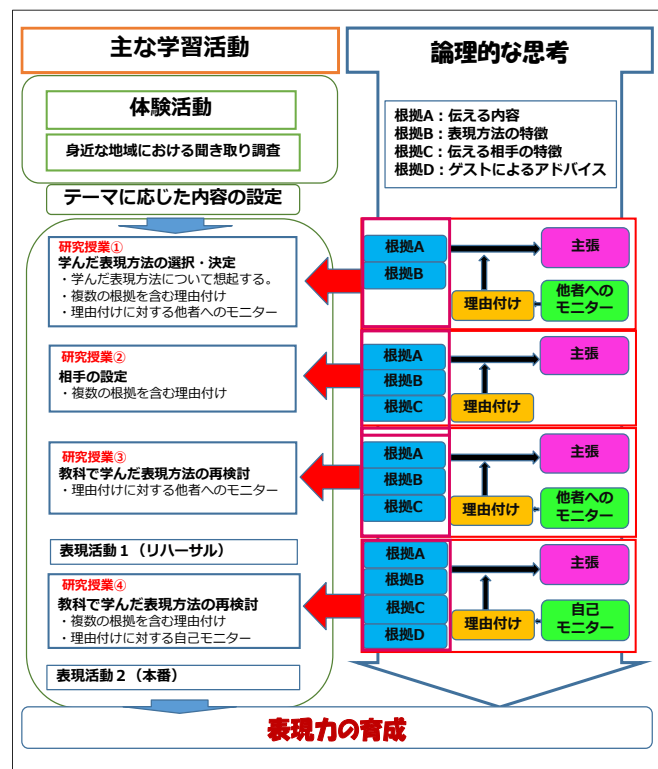 主な学習活動
体験活動
身近な地域における聞き取り調査
テーマに応じた内容の設定
研究授業①
学んだ表現方法の選択・決定
・学んだ表現方法について想起する。
・複数の根拠を含む理由付け
・理由付けに対する他者へのモニター
研究授業②
相手の設定
・複数の根拠を含む理由付け
研究授業③
教科で学んだ表現方法の再検討
・理由付けに対する他者へのモニター
表現活動1(リハーサル)
研究授業④
教科で学んだ表現方法の再検討
・複数の根拠を含む理由付け
・理由付けに対する自己モニター
表現活動2(本番)
論理的な思考
根拠A:伝える内容
根拠B:表現方法の特徴
根拠C:伝える相手の特徴
根拠D:ゲストによるアドバイス
根拠A
根拠B
主張
理由付け
他者への
モニター
根拠A
根拠B
根拠C
主張
理由付け
根拠A
根拠B
根拠C
主張
理由付け
他者への
モニター
根拠A
根拠B
根拠C
根拠D
主張
理由付け
自己
モニター
表現力の育成